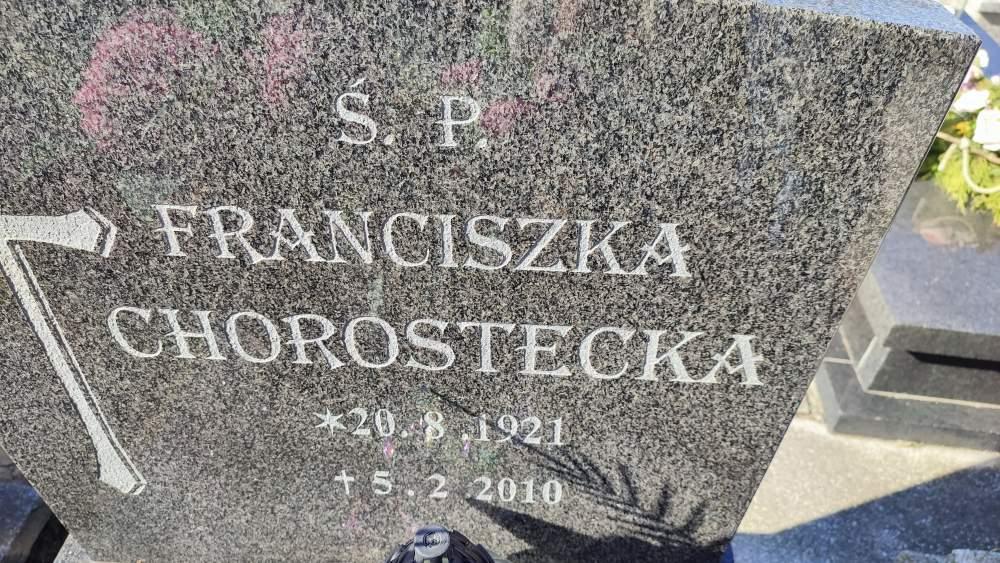 Ś. P.
FRANCISZKA
CHOROSTECKA
*20.8.1921
†5.2 2010